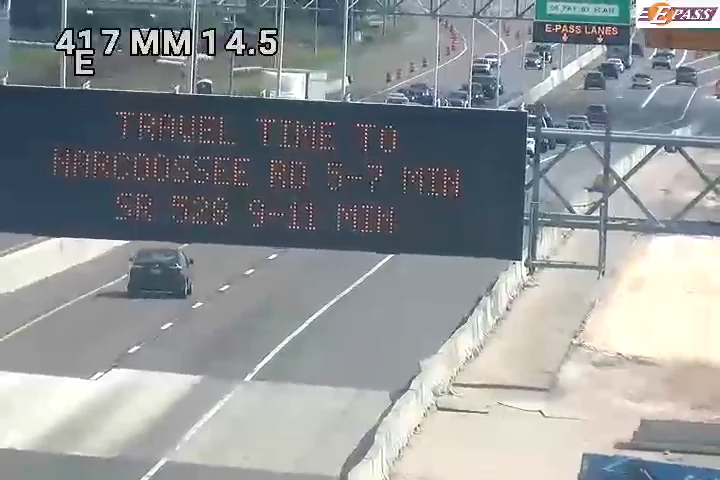 417 MM 14.5
E
E-PASS
E-PASS LANES
TRAVEL TIME TO
NARCOOSSEE RD 5-7 MIN
SR 528 9-11 MIN